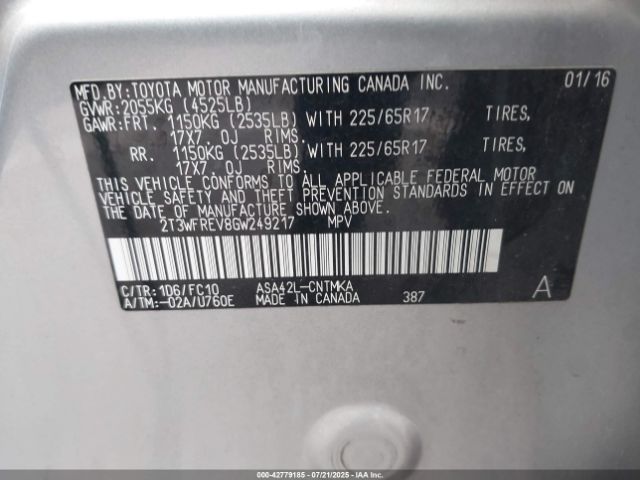 MFD.BY:TOYOTA MOTOR MANUFACTURING CANADA INC. 01/16
GVWR:2055KG (4525LB)
GAWR:FRT. 1150KG (2535LB) WITH 225/65R17 TIRES,
17X7.0J RIMS.
RR. 1150KG (2535LB) WITH 225/65R17 TIRES,
17X7.0J RIMS.
THIS VEHICLE CONFORMS TO ALL APPLICABLE FEDERAL MOTOR
VEHICLE SAFETY AND THEFT PREVENTION STANDARDS IN EFFECT ON
THE DATE OF MANUFACTURE SHOWN ABOVE.
2T3WFREV8GW249217 MPV
C/TR:1D6/FC10 ASA42L-CNTMKA A
A/TM:-02A/U760E MADE IN CANADA 387
000-42779185 - 07/21/2025 - IAA